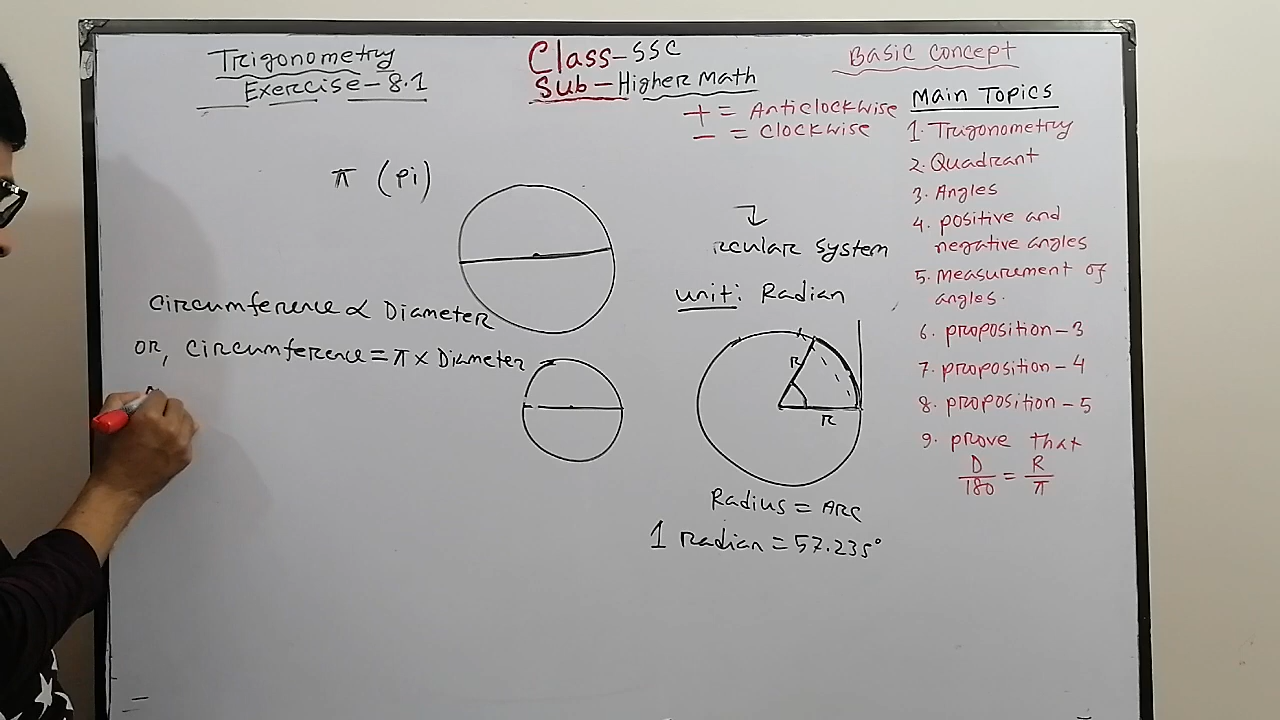 Trigonometry
Exercise-8.1
Class-SSC
Sub-Higher Math
Basic Concept
+ = Anticlockwise
- = Clockwise
Main Topics
1. Trigonometry
2. Quadrant
3. Angles
4. positive and
negative angles
5. Measurement of
angles.
6. proposition-3
7. proposition-4
8. proposition-5
9. prove that
D/180 = R/π
π (pi)
Circumference ∝ Diameter
or, circumference = π × Diameter
rcular system
unit: Radian
R
R
Radius = Arc
1 radian = 57.235°